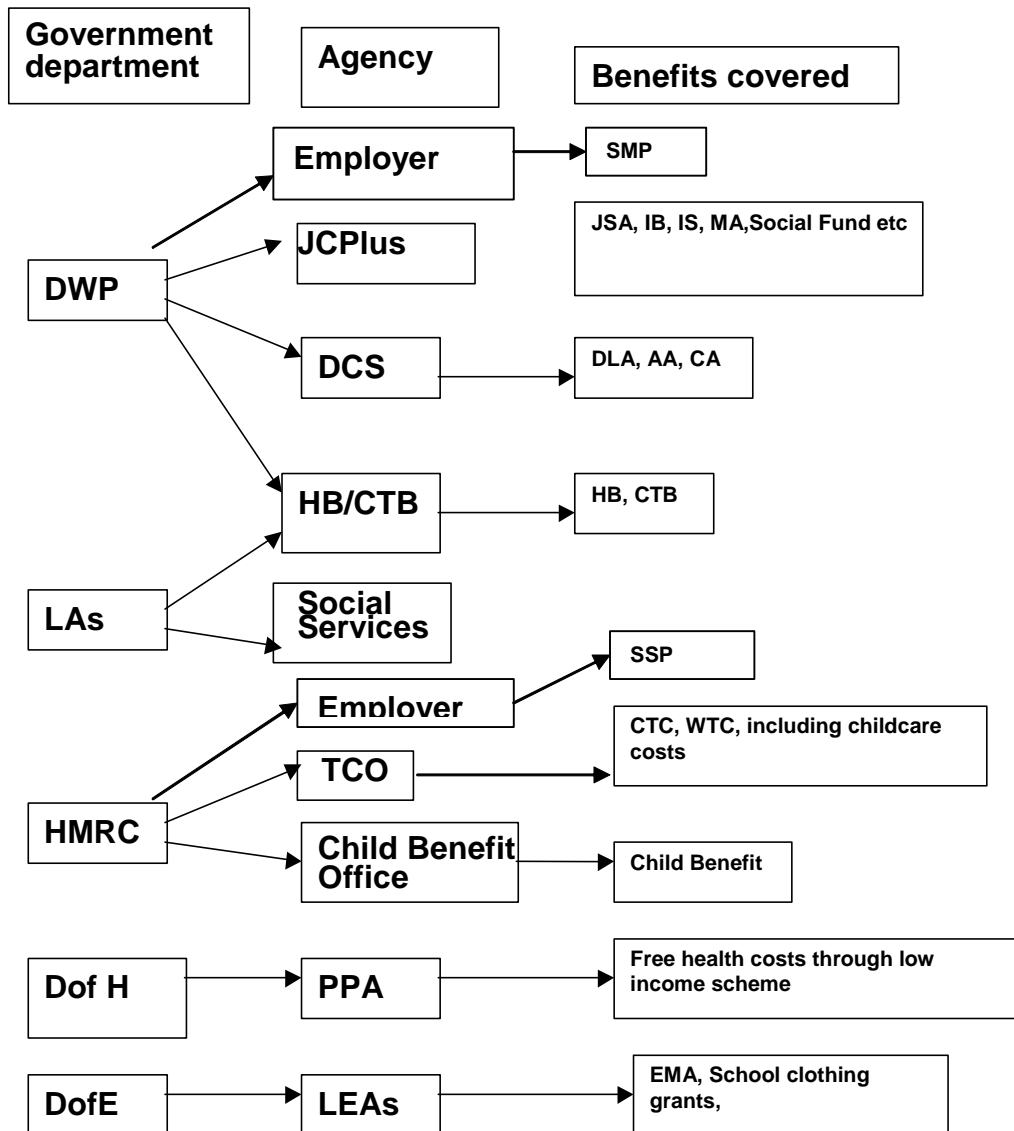 Government
department
Agency
Benefits covered
Employer
SMP
JCPlus
JSA, IB, IS, MA,Social Fund etc
DWP
DCS
DLA, AA, CA
HB/CTB
HB, CTB
LAs
Social
Services
SSP
Employer
CTC, WTC, including childcare
costs
TCO
HMRC
Child Benefit
Office
Child Benefit
Dof H
PPA
Free health costs through low
income scheme
DofE
LEAs
EMA, School clothing
grants,